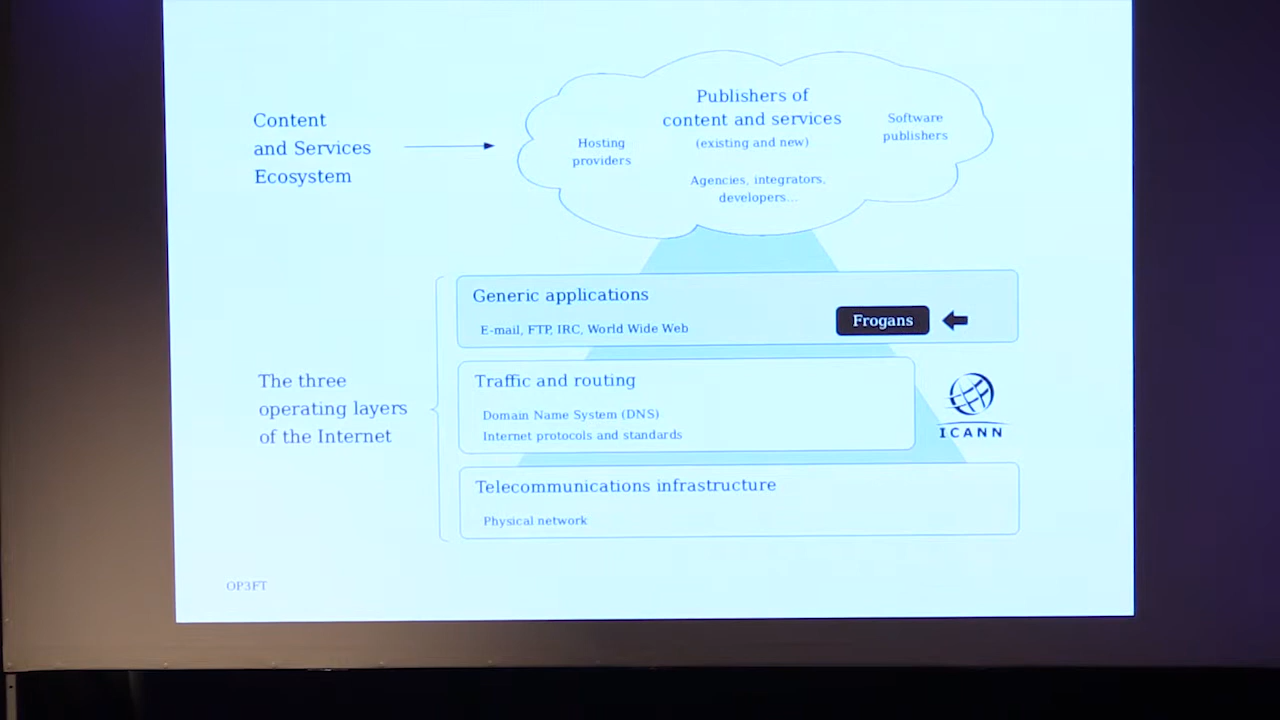 Content
and Services
Ecosystem
Publishers of
content and services
(existing and new)
Hosting
providers
Software
publishers
Agencies, integrators,
developers...
The three
operating layers
of the Internet
Generic applications
E-mail, FTP, IRC, World Wide Web
Frogans
Traffic and routing
Domain Name System (DNS)
Internet protocols and standards
ICANN
Telecommunications infrastructure
Physical network
OP3FT